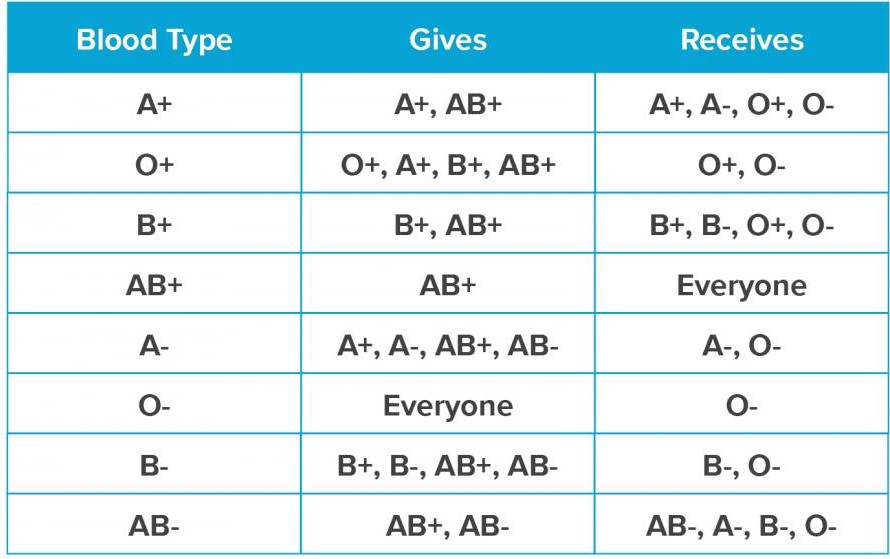 Blood Type Gives Receives
A+ A+, AB+ A+, A-, O+, O-
O+ O+, A+, B+, AB+ O+, O-
B+ B+, AB+ B+, B-, O+, O-
AB+ AB+ Everyone
A- A+, A-, AB+, AB- A-, O-
O- Everyone O-
B- B+, B-, AB+, AB- B-, O-
AB- AB+, AB- AB-, A-, B-, O-